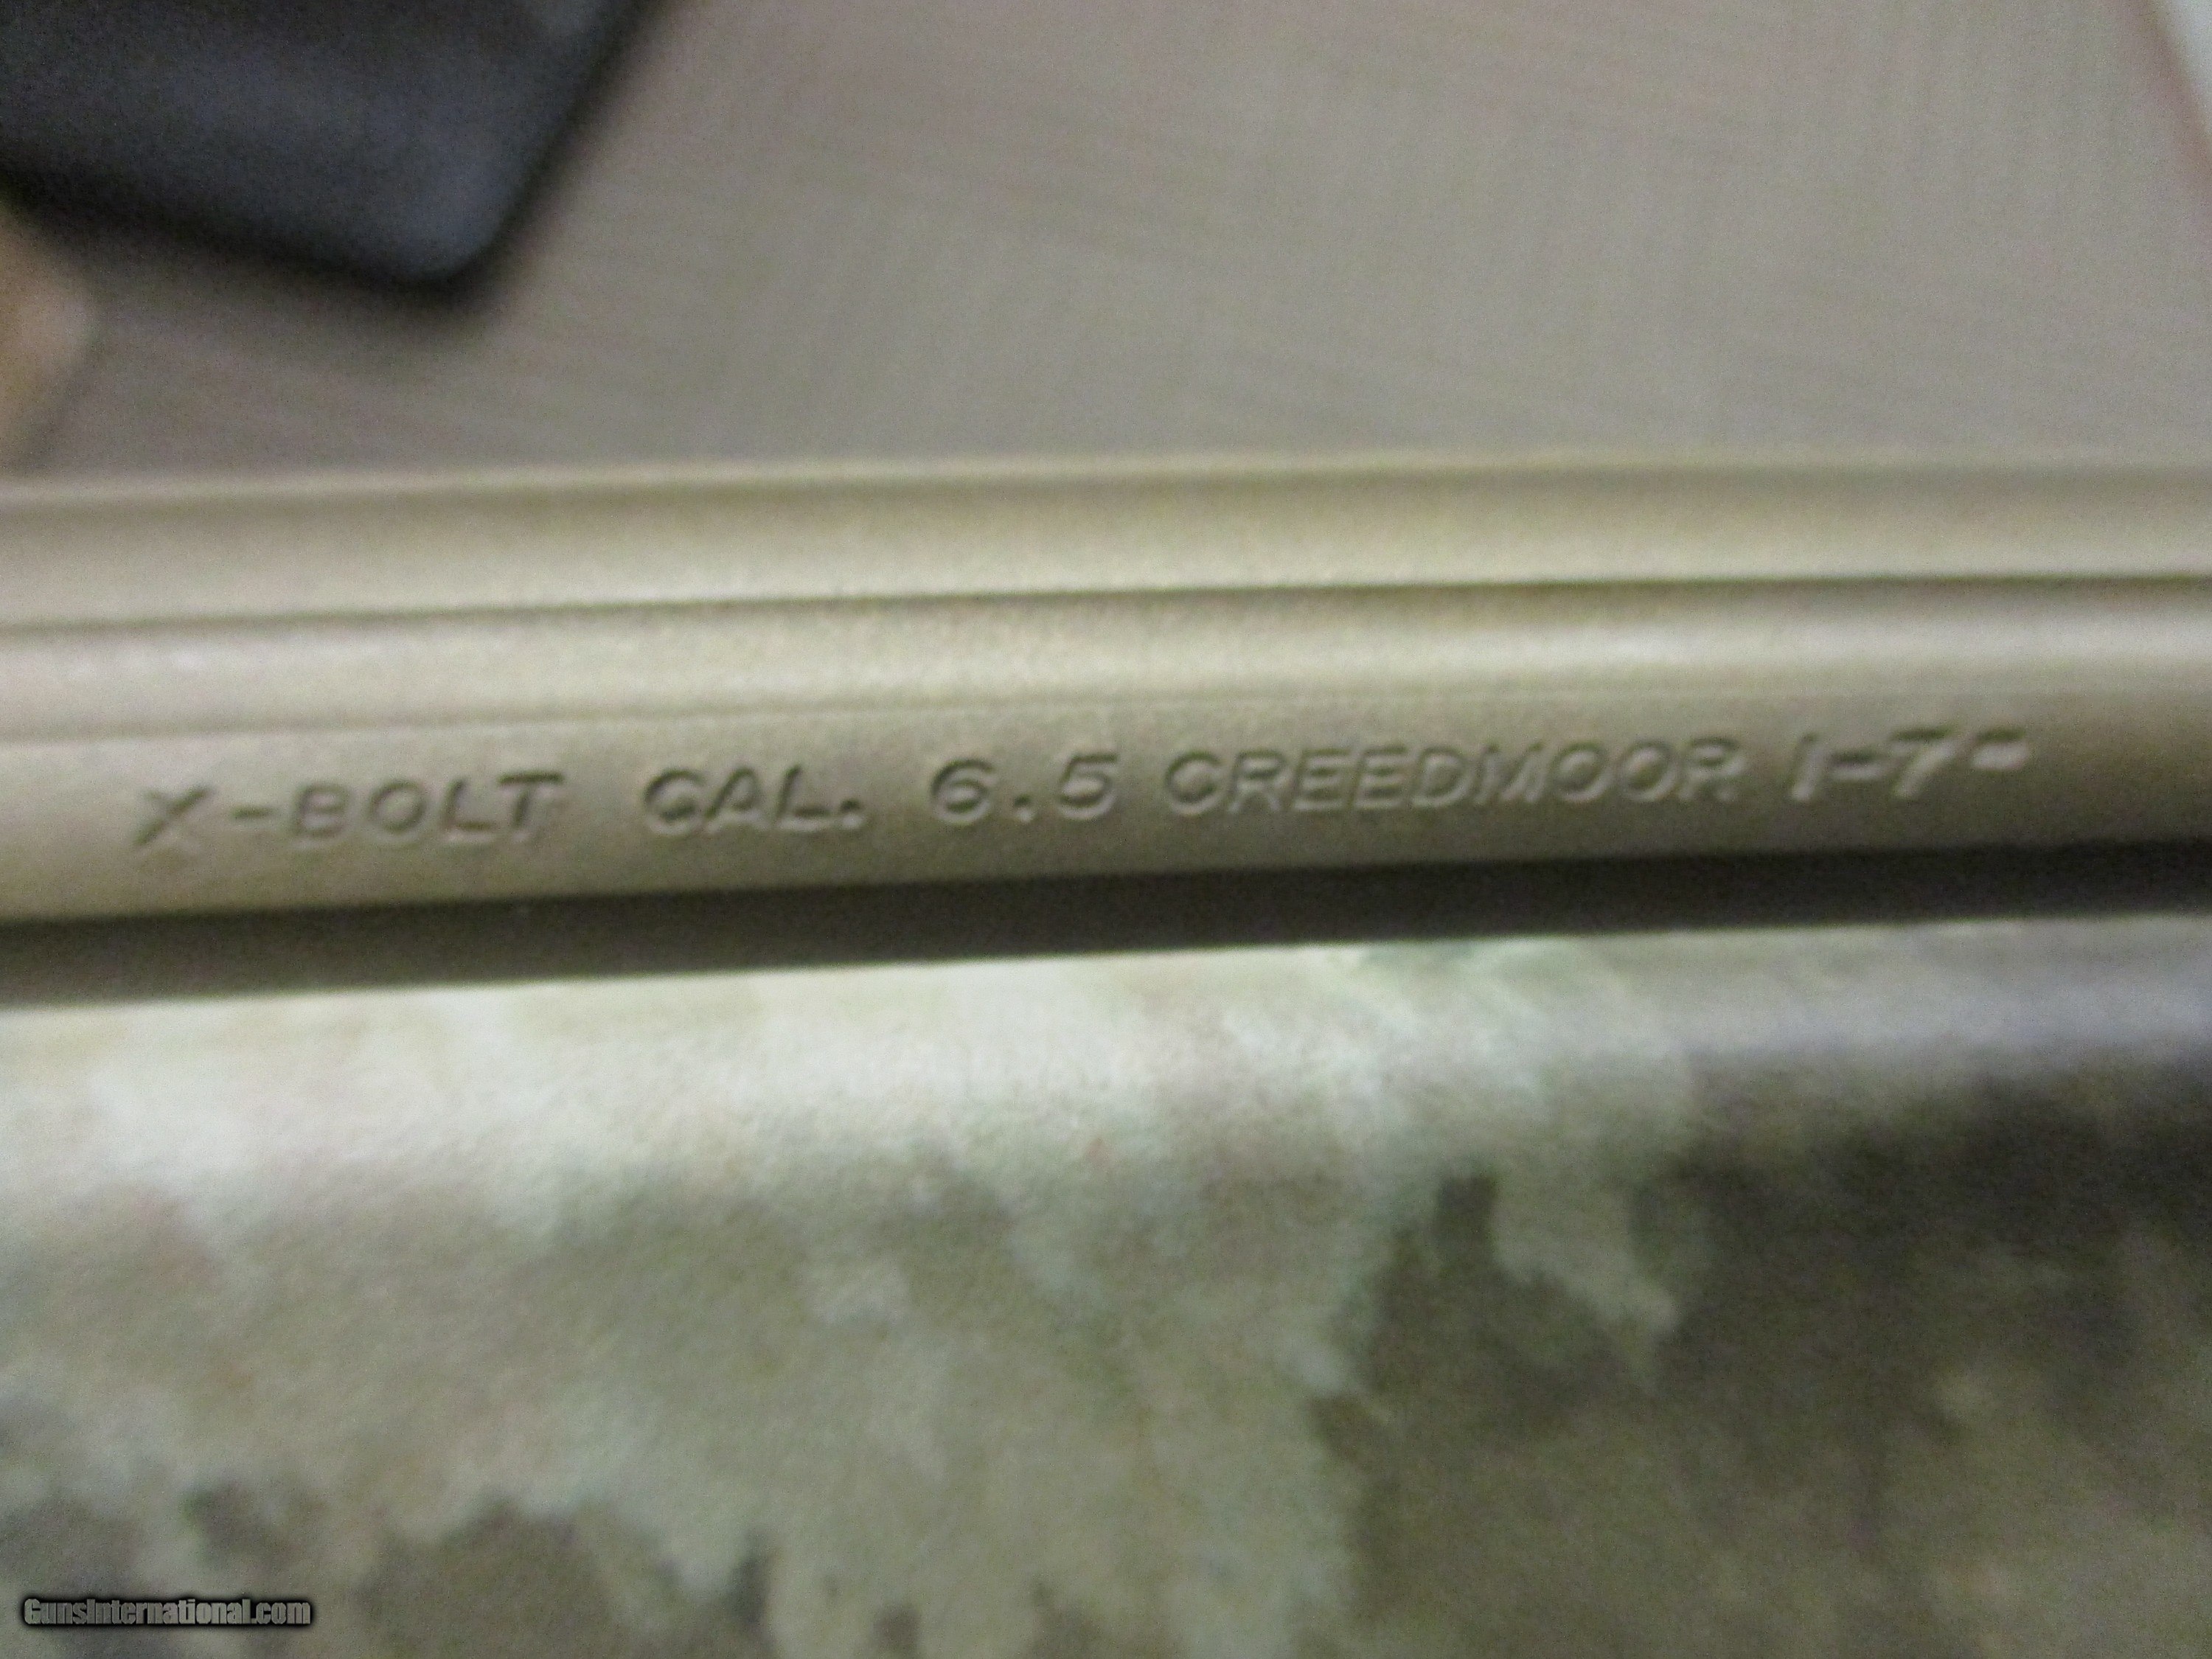 X-BOLT CAL. 6.5 CREEDMOOR 1-7"
GunsInternational.com